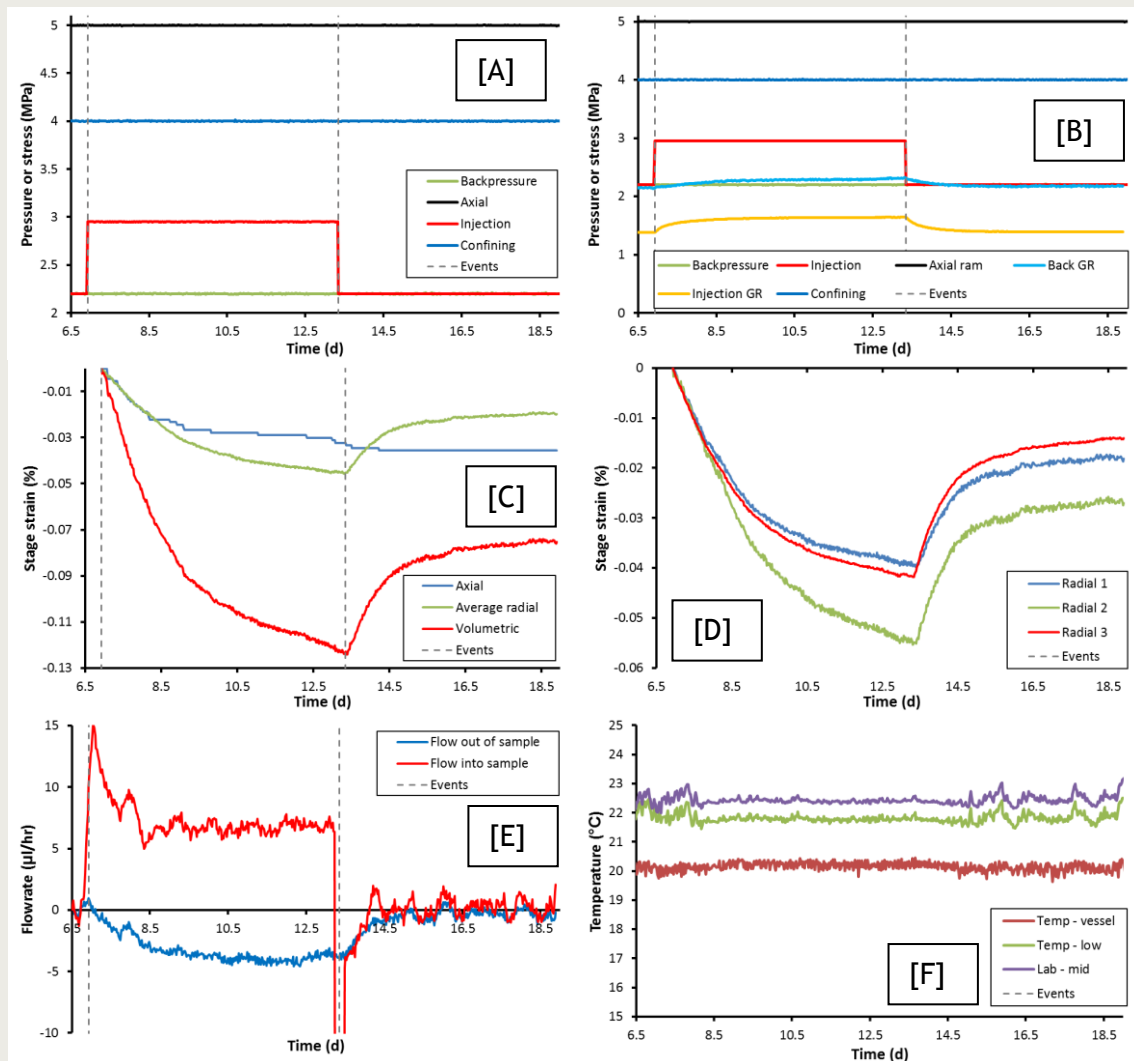 [A]
Pressure or stress (MPa)
5
4.5
4
3.5
3
2.5
2
Backpressure
Axial
Injection
Confining
Events
6.5 8.5 10.5 12.5 14.5 16.5 18.5
Time (d)
[B]
Pressure or stress (MPa)
5
4
3
2
1
0
Backpressure Injection Axial ram Back GR
Injection GR Confining Events
6.5 8.5 10.5 12.5 14.5 16.5 18.5
Time (d)
[C]
Stage strain (%)
-0.01
-0.03
-0.05
-0.07
-0.09
-0.11
-0.13
Axial
Average radial
Volumetric
Events
6.5 8.5 10.5 12.5 14.5 16.5 18.5
Time (d)
[D]
Stage strain (%)
0
-0.01
-0.02
-0.03
-0.04
-0.05
-0.06
Radial 1
Radial 2
Radial 3
Events
6.5 8.5 10.5 12.5 14.5 16.5 18.5
Time (d)
[E]
Flowrate (µl/hr)
15
10
5
0
-5
-10
Flow out of sample
Flow into sample
Events
6.5 8.5 10.5 12.5 14.5 16.5 18.5
Time (d)
[F]
Temperature (°C)
25
24
23
22
21
20
19
18
17
16
15
Temp - vessel
Temp - low
Lab - mid
Events
6.5 8.5 10.5 12.5 14.5 16.5 18.5
Time (d)